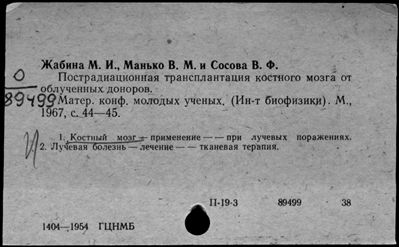 Жабина М. И., Манько В. М. и Сосова В. Ф.
Пострадиационная трансплантация костного мозга от
облученных доноров.
О
89499
Матер. конф. молодых ученых. (Ин-т биофизики). М.,
1967, с. 44—45.
1. Костный мозг — применение — — при лучевых поражениях.
2. Лучевая болезнь — лечение — — тканевая терапия.
П-19-3 89499 38
1404—1954 ГЦНМБ